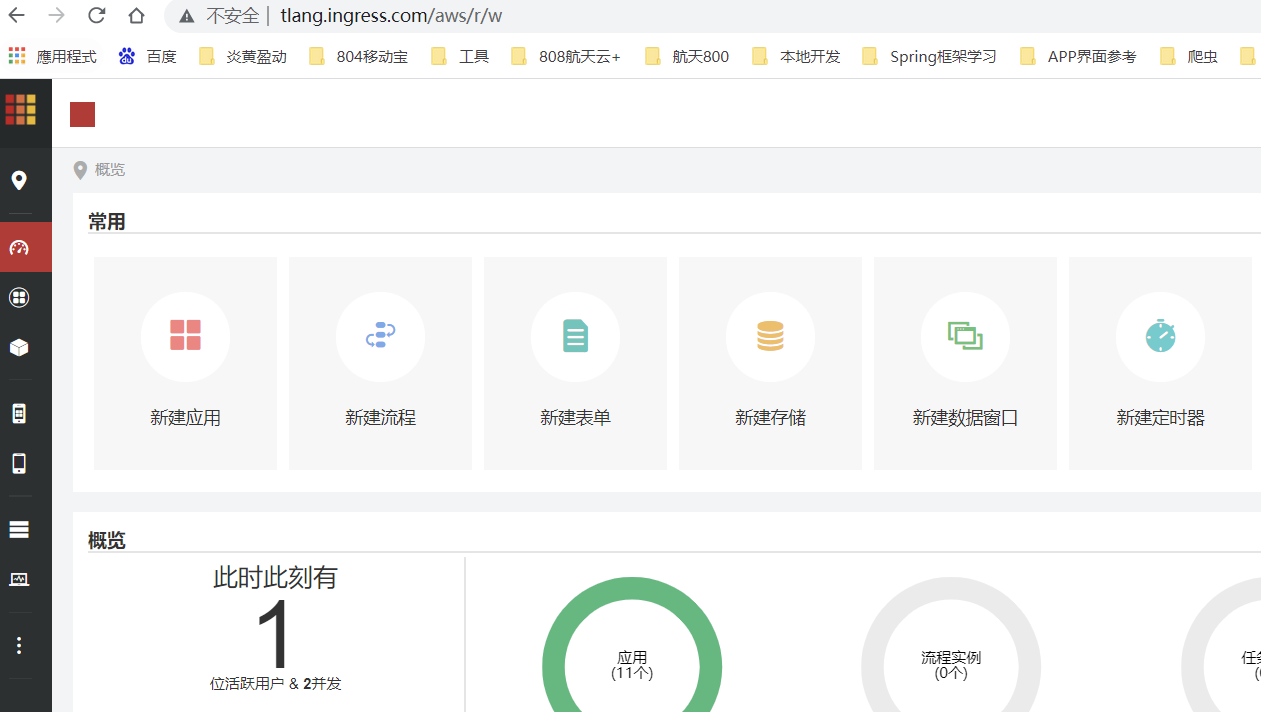 不安全 | tlang.ingress.com/aws/r/w
應用程式 百度 炎黄盈动 804移动宝 工具 808航天云+ 航天800 本地开发 Spring框架学习 APP界面参考 爬虫
概览
常用
新建应用 新建流程 新建表单 新建存储 新建数据窗口 新建定时器
概览
此时此刻有
1
位活跃用户 & 2并发
应用
(11个)
流程实例
(0个)